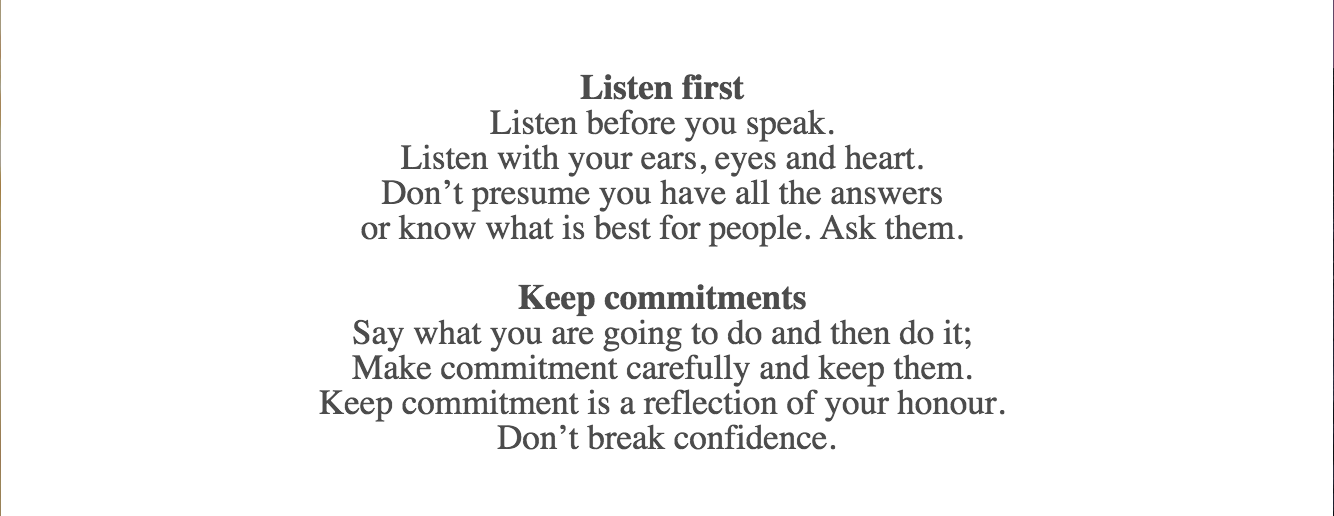 Listen first
Listen before you speak.
Listen with your ears, eyes and heart.
Don’t presume you have all the answers
or know what is best for people. Ask them.
Keep commitments
Say what you are going to do and then do it;
Make commitment carefully and keep them.
Keep commitment is a reflection of your honour.
Don’t break confidence.